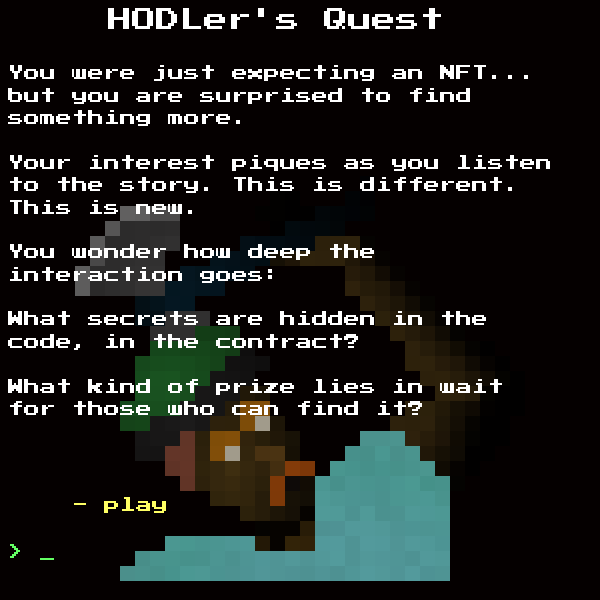 HODLer's Quest
You were just expecting an NFT...
but you are surprised to find
something more.
Your interest piques as you listen
to the story. This is different.
This is new.
You wonder how deep the
interaction goes:
What secrets are hidden in the
code, in the contract?
What kind of prize lies in wait
for those who can find it?
- play
> _